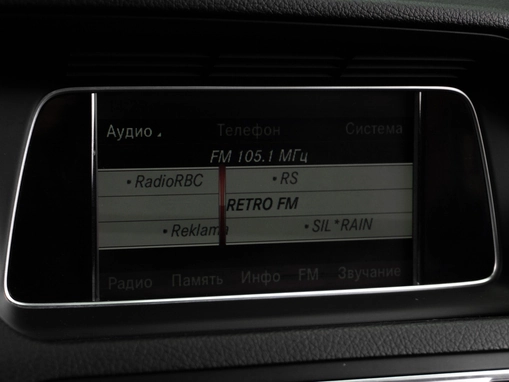 Аудио Телефон Система
FM 105.1 МГц
•RadioRBC •RS
RETRO FM
•Reklama •SIL*RAIN
Радио Память Инфо FM Звучание